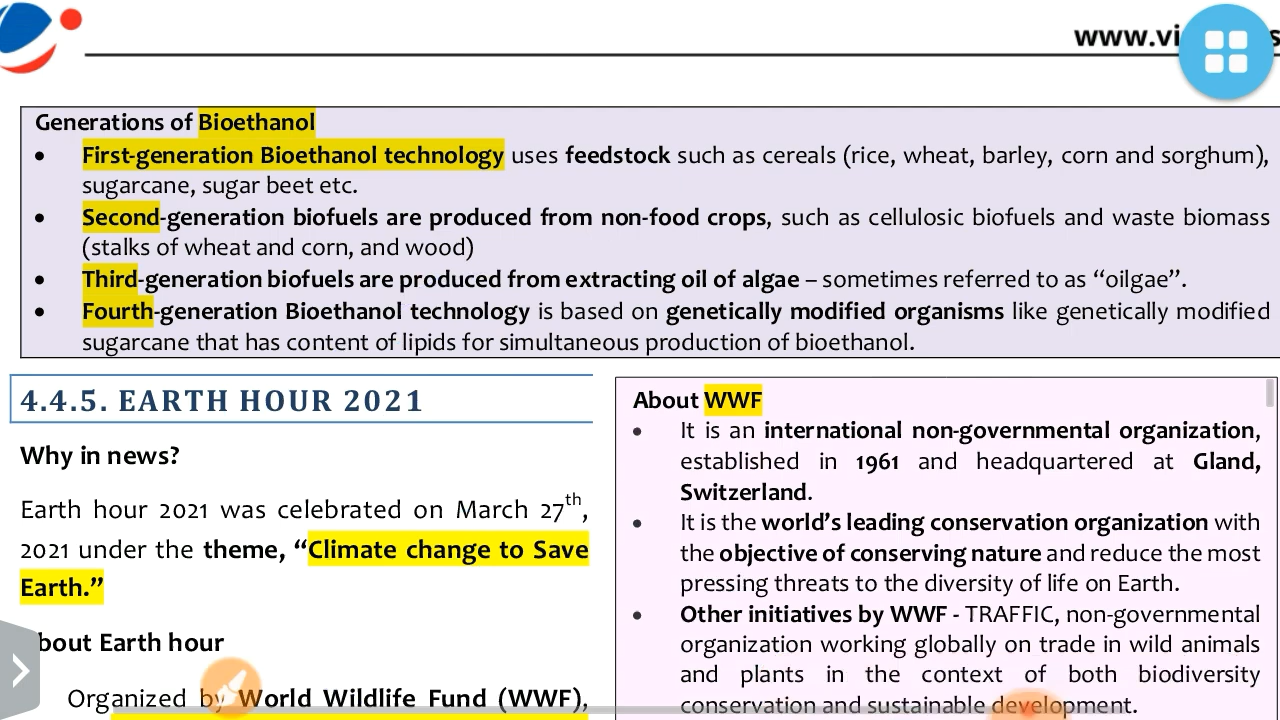 www.vi
Generations of Bioethanol
• First-generation Bioethanol technology uses feedstock such as cereals (rice, wheat, barley, corn and sorghum),
sugarcane, sugar beet etc.
• Second-generation biofuels are produced from non-food crops, such as cellulosic biofuels and waste biomass
(stalks of wheat and corn, and wood)
• Third-generation biofuels are produced from extracting oil of algae – sometimes referred to as “oilgae”.
• Fourth-generation Bioethanol technology is based on genetically modified organisms like genetically modified
sugarcane that has content of lipids for simultaneous production of bioethanol.
4.4.5. EARTH HOUR 2021
Why in news?
Earth hour 2021 was celebrated on March 27th,
2021 under the theme, “Climate change to Save
Earth.”
bout Earth hour
Organized by World Wildlife Fund (WWF),
About WWF
• It is an international non-governmental organization,
established in 1961 and headquartered at Gland,
Switzerland.
• It is the world’s leading conservation organization with
the objective of conserving nature and reduce the most
pressing threats to the diversity of life on Earth.
• Other initiatives by WWF - TRAFFIC, non-governmental
organization working globally on trade in wild animals
and plants in the context of both biodiversity
conservation and sustainable development.